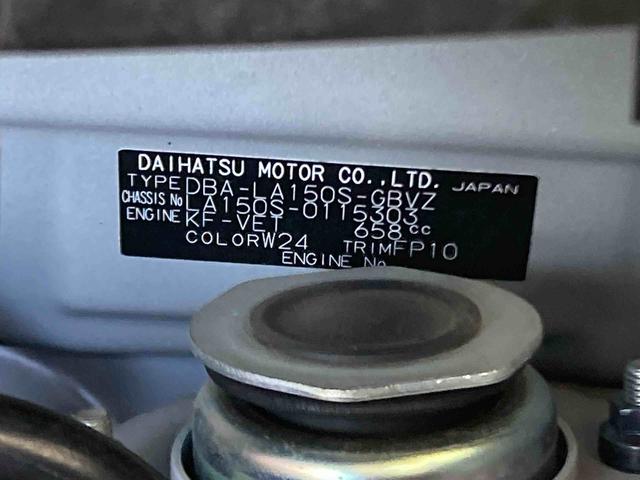 DAIHATSU MOTOR CO.,LTD. JAPAN
TYPE DBA-LA150S-GBVZ
CHASSIS No LA150S-0115303
ENGINE KF-VET 658cc
COLOR W24 TRIM FP10
ENGINE No